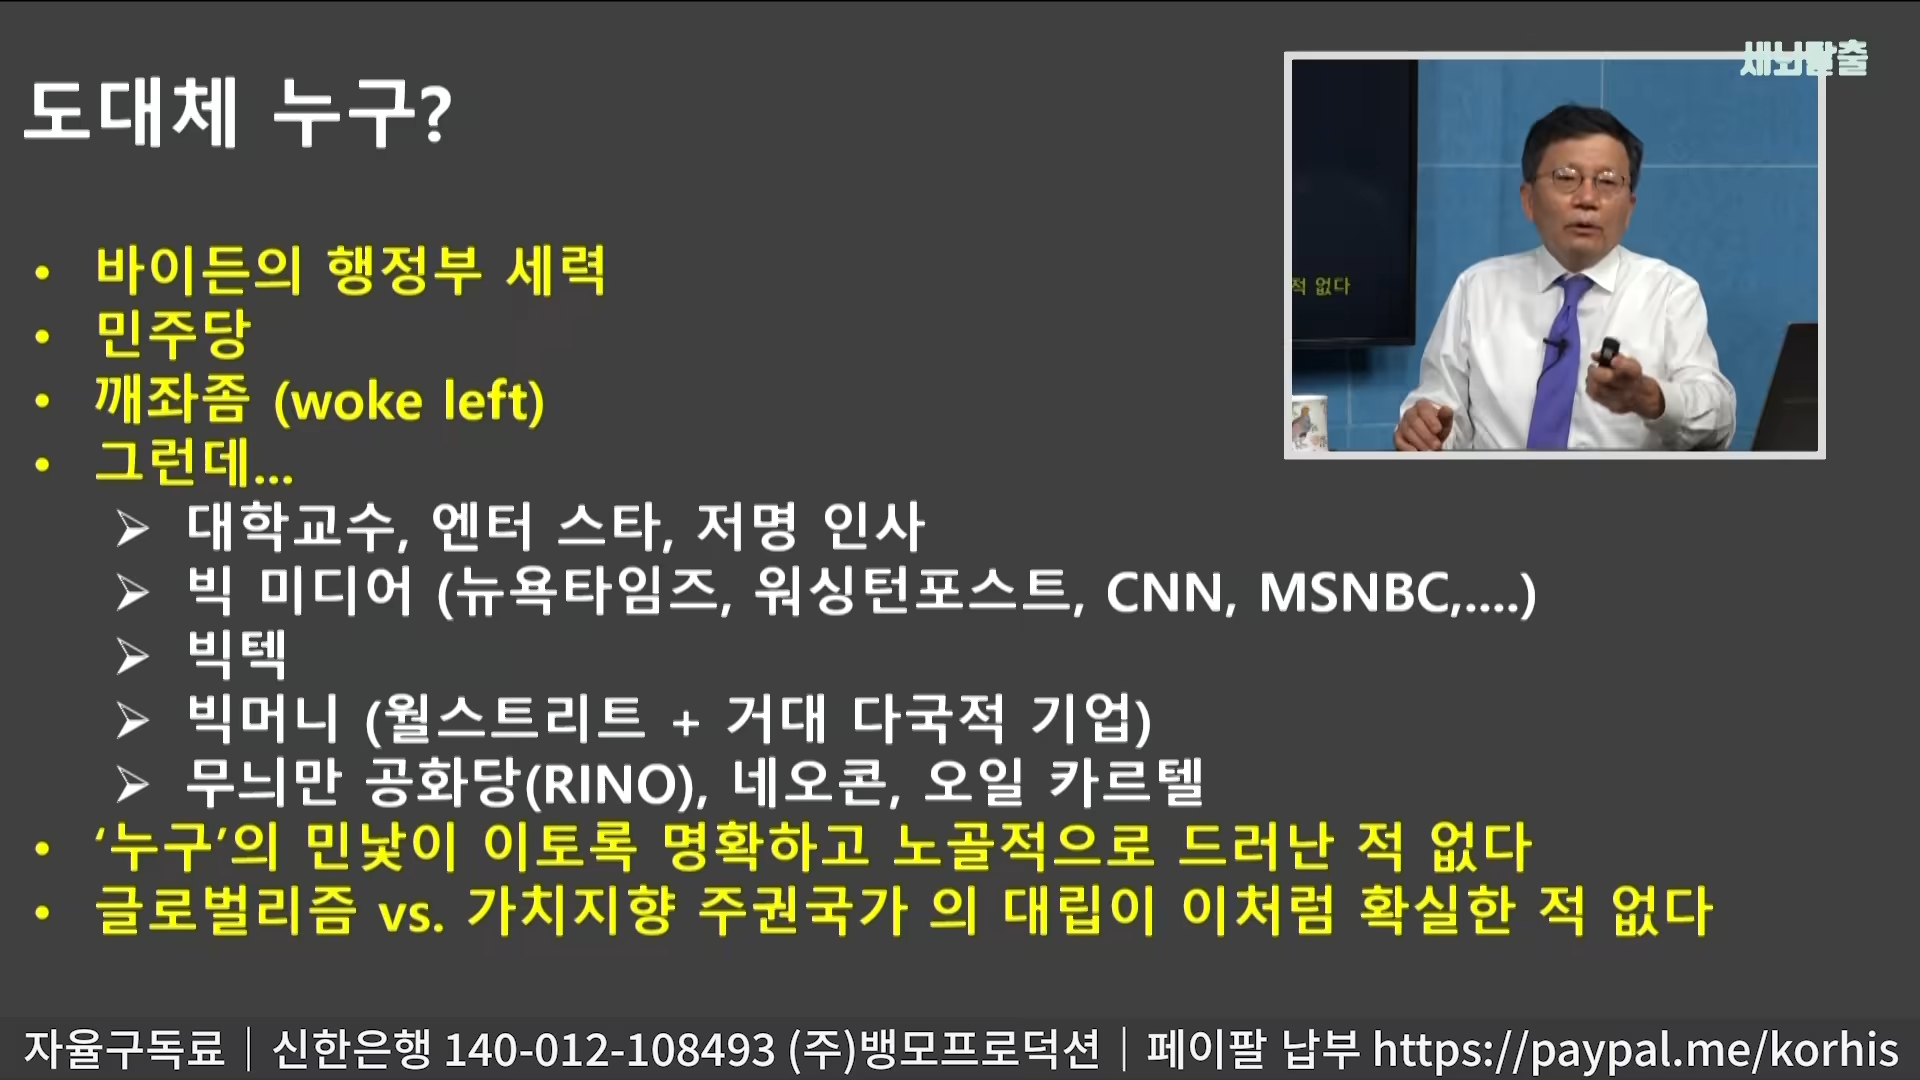 세뇌탈출
도대체 누구?
적 없다
• 바이든의 행정부 세력
• 민주당
• 깨좌좀 (woke left)
• 그런데...
➢ 대학교수, 엔터 스타, 저명 인사
➢ 빅 미디어 (뉴욕타임즈, 워싱턴포스트, CNN, MSNBC,....)
➢ 빅텍
➢ 빅머니 (월스트리트 + 거대 다국적 기업)
➢ 무늬만 공화당(RINO), 네오콘, 오일 카르텔
• ‘누구’의 민낯이 이토록 명확하고 노골적으로 드러난 적 없다
• 글로벌리즘 vs. 가치지향 주권국가 의 대립이 이처럼 확실한 적 없다
자율구독료│신한은행 140-012-108493 (주)뱅모프로덕션│페이팔 납부 https://paypal.me/korhis